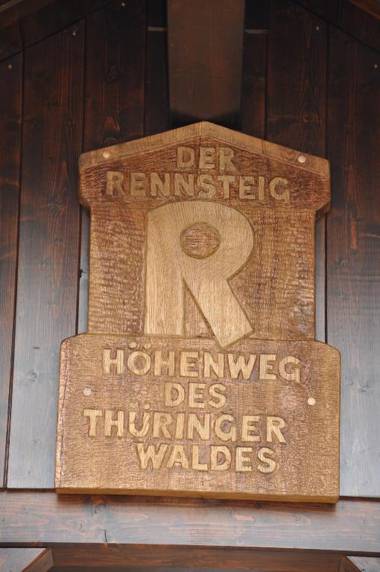 DER
RENNSTEIG
R
HÖHENWEG
DES
THÜRINGER
WALDES